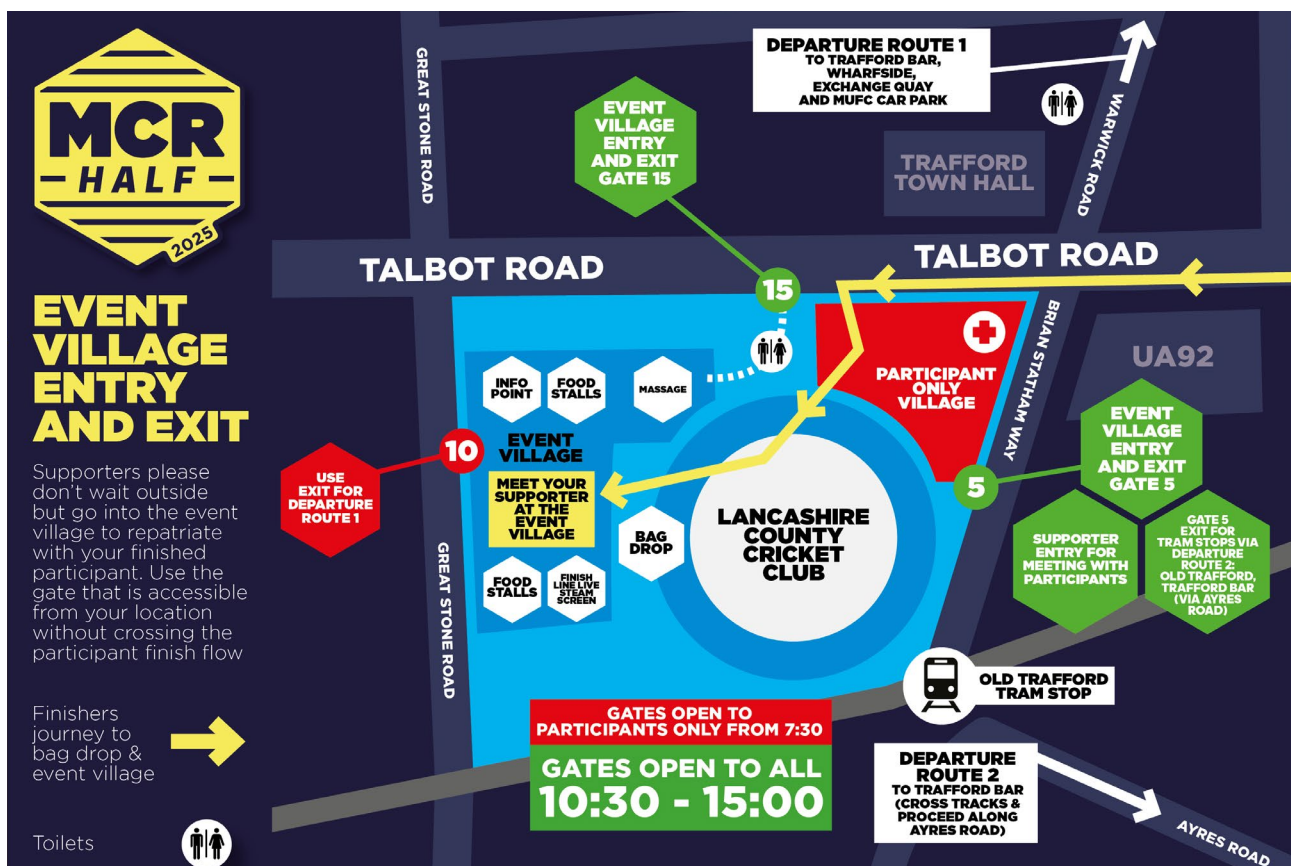 MCR
HALF
2025
EVENT
VILLAGE
ENTRY
AND EXIT
Supporters please
don't wait outside
but go into the event
village to repatriate
with your finished
participant. Use the
gate that is accessible
from your location
without crossing the
participant finish flow
Finishers
journey to
bag drop &
event village
Toilets
GREAT STONE ROAD
EVENT
VILLAGE
ENTRY
AND EXIT
GATE 15
DEPARTURE ROUTE 1
TO TRAFFORD BAR,
WHARFSIDE,
EXCHANGE QUAY
AND MUFC CAR PARK
WARWICK ROAD
TRAFFORD
TOWN HALL
TALBOT ROAD
TALBOT ROAD
15
BRIAN STATHAM WAY
UA92
PARTICIPANT
ONLY
VILLAGE
INFO
POINT
FOOD
STALLS
MASSAGE
10
EVENT
VILLAGE
USE
EXIT FOR
DEPARTURE
ROUTE 1
MEET YOUR
SUPPORTER
AT THE
EVENT
VILLAGE
BAG
DROP
FOOD
STALLS
FINISH
LINE LIVE
STEAM
SCREEN
GREAT STONE ROAD
LANCASHIRE
COUNTY
CRICKET
CLUB
5
EVENT
VILLAGE
ENTRY
AND EXIT
GATE 5
SUPPORTER
ENTRY FOR
MEETING WITH
PARTICIPANTS
GATE 5
EXIT FOR
TRAM STOPS VIA
DEPARTURE
ROUTE 2:
OLD TRAFFORD,
TRAFFORD BAR
(VIA AYRES
ROAD)
OLD TRAFFORD
TRAM STOP
GATES OPEN TO
PARTICIPANTS ONLY FROM 7:30
GATES OPEN TO ALL
10:30 - 15:00
DEPARTURE
ROUTE 2
TO TRAFFORD BAR
(CROSS TRACKS &
PROCEED ALONG
AYRES ROAD)
AYRES ROAD